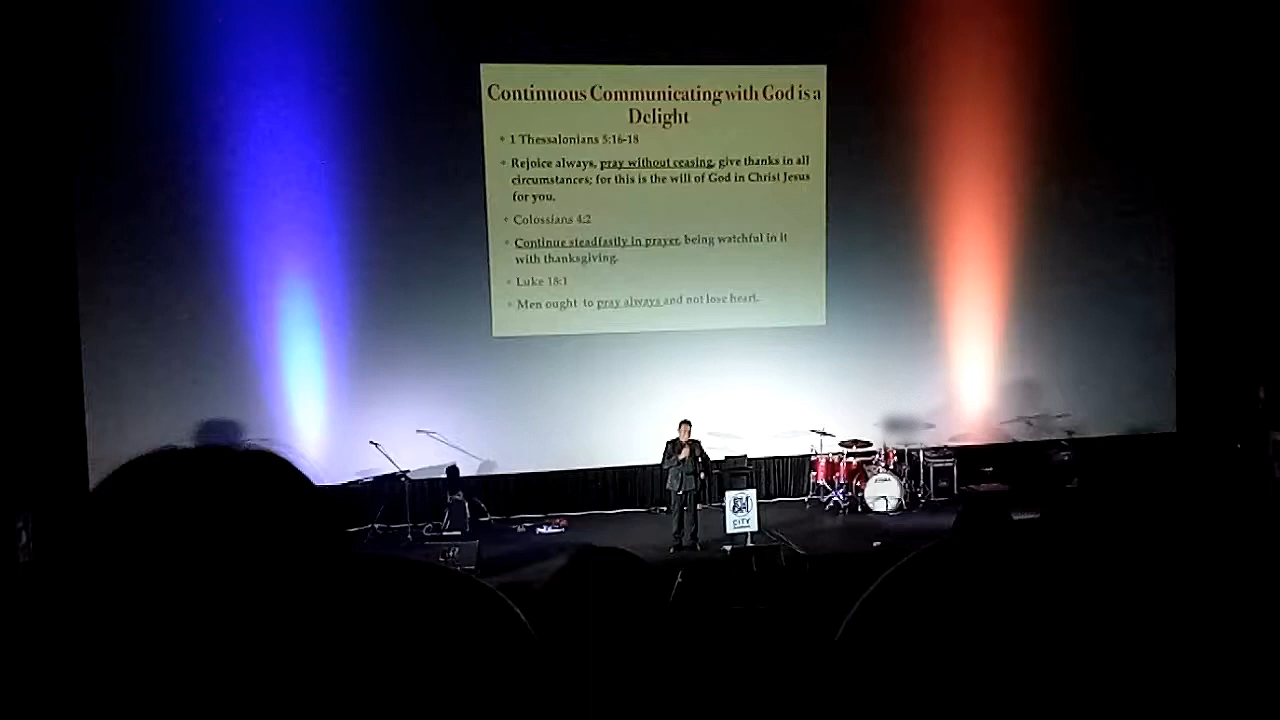 Continuous Communicating with God is a
Delight
1 Thessalonians 5:16-18
Rejoice always, pray without ceasing, give thanks in all
circumstances; for this is the will of God in Christ Jesus
for you.
Colossians 4:2
Continue steadfastly in prayer, being watchful in it
with thanksgiving.
Luke 18:1
Men ought to pray always and not lose heart.
SM
CITY